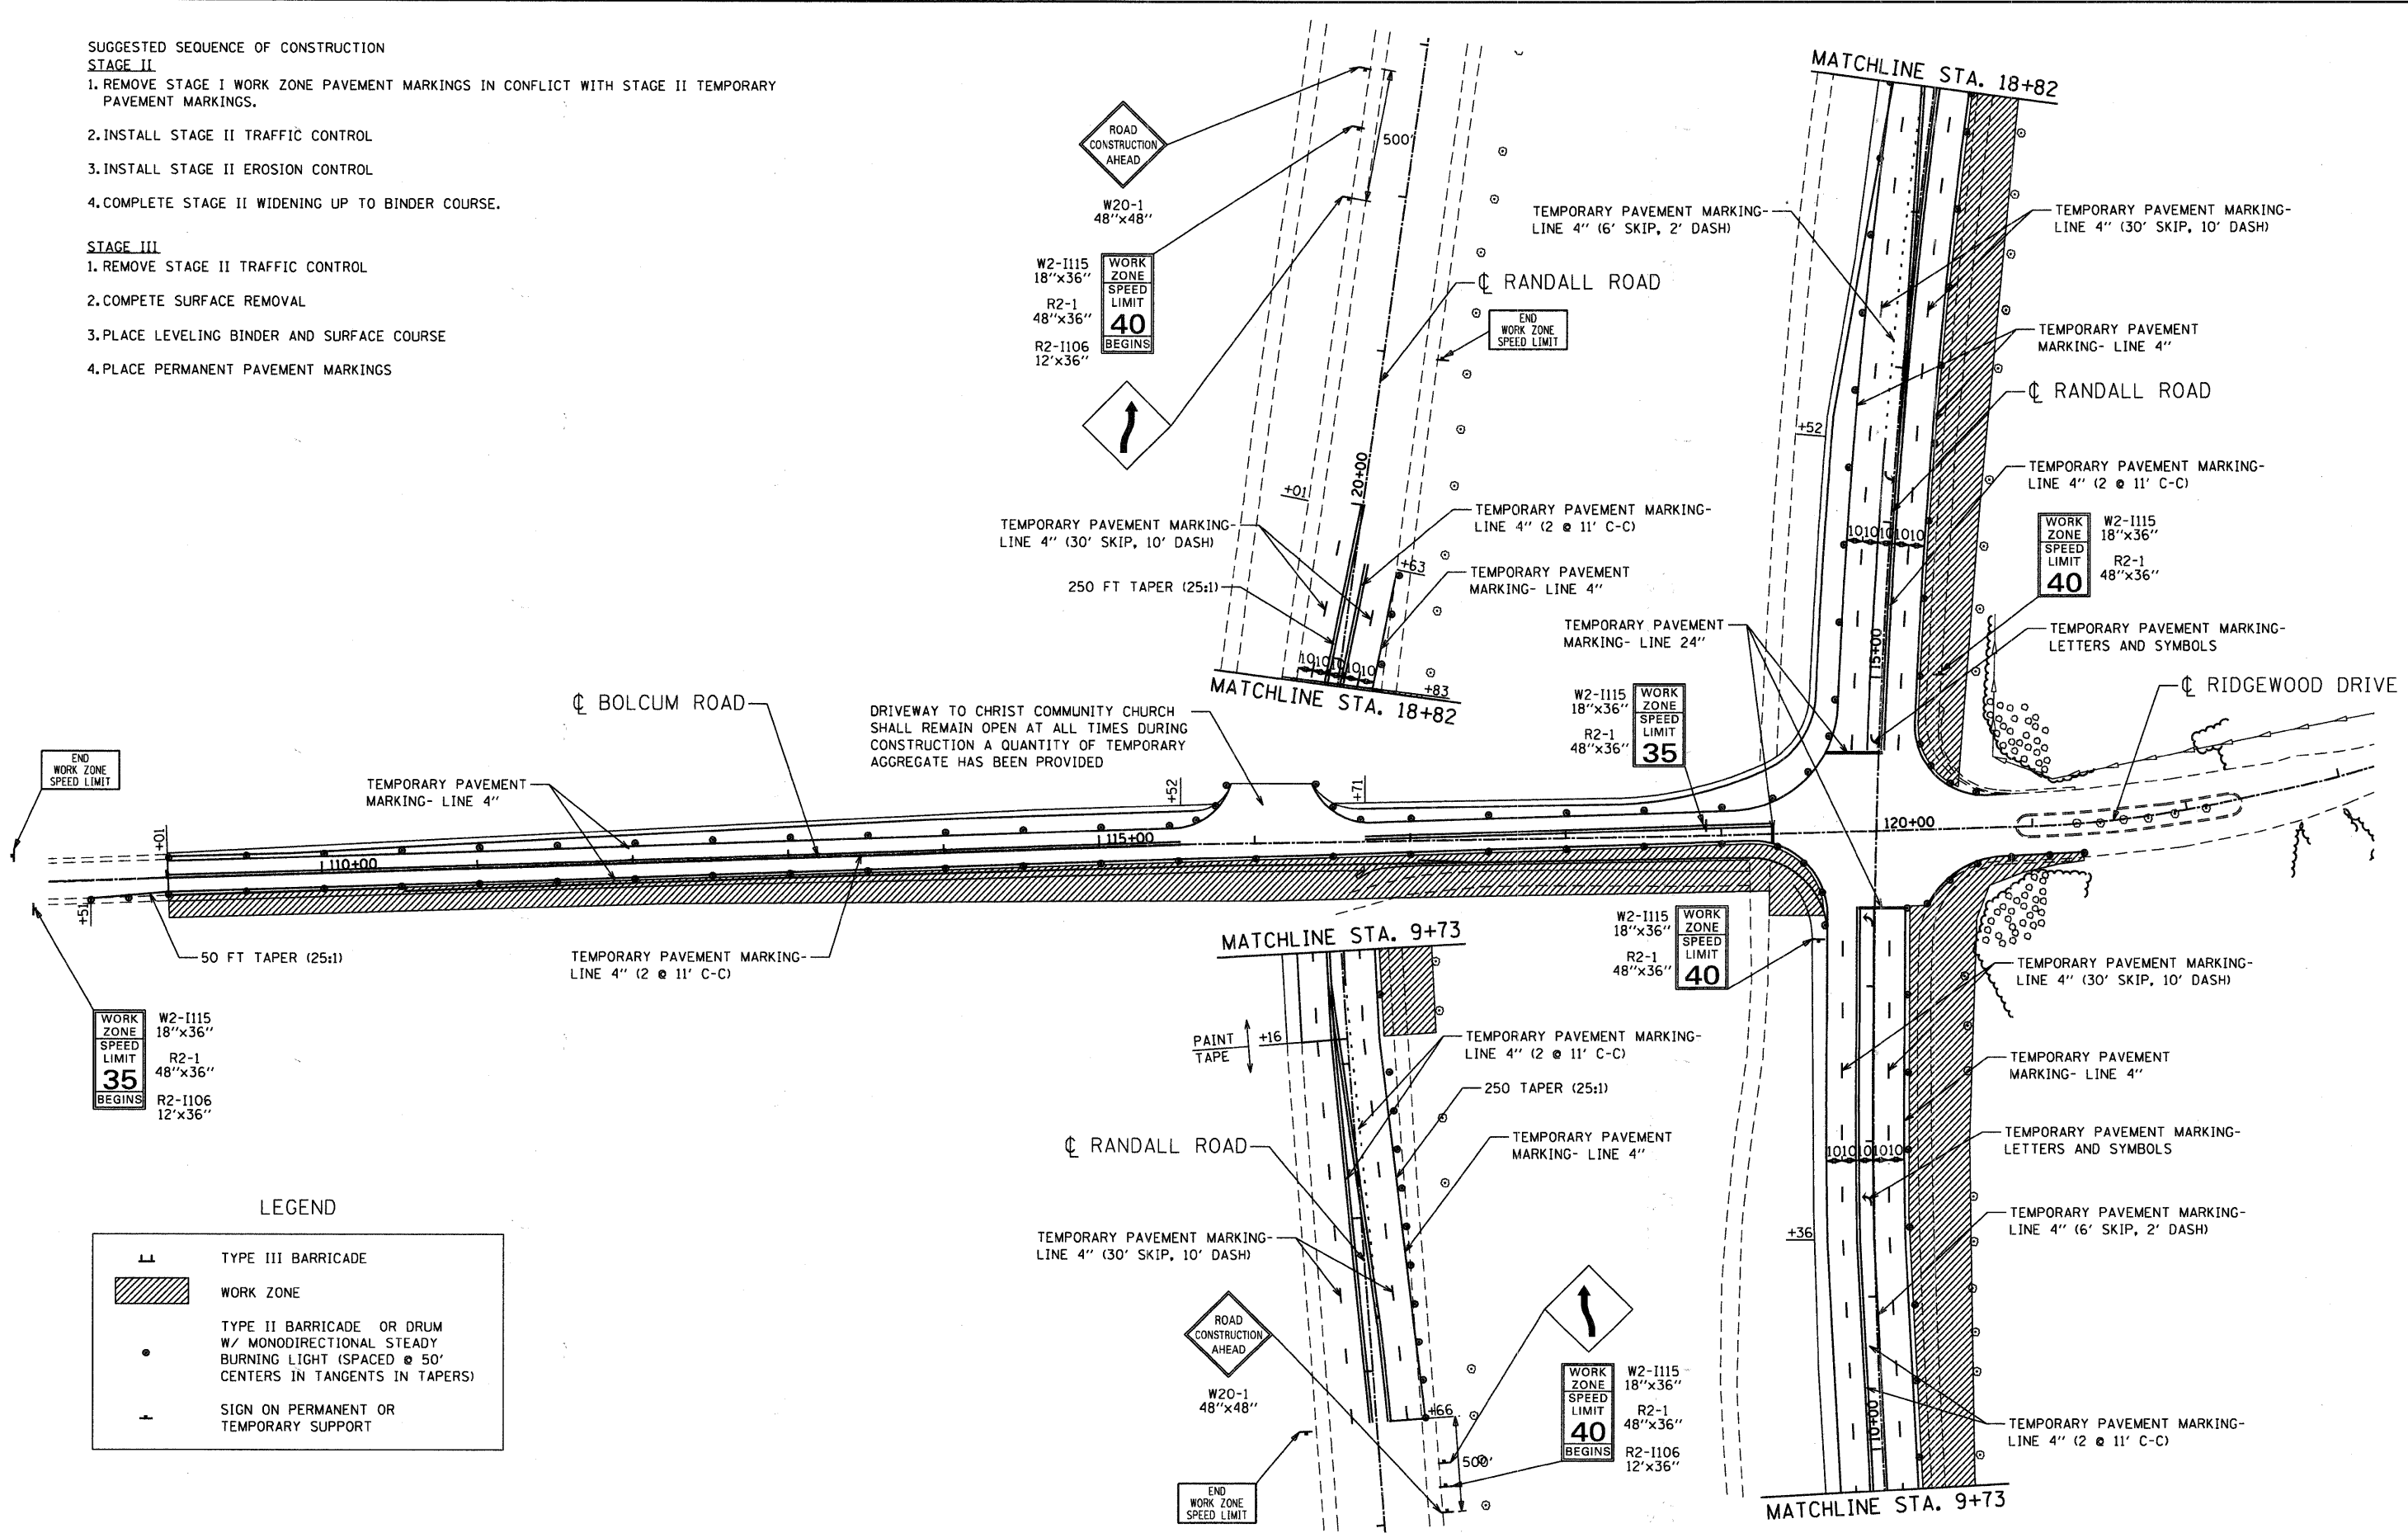 SUGGESTED SEQUENCE OF CONSTRUCTION
STAGE II
1. REMOVE STAGE I WORK ZONE PAVEMENT MARKINGS IN CONFLICT WITH STAGE II TEMPORARY
PAVEMENT MARKINGS.
2. INSTALL STAGE II TRAFFIC CONTROL
3. INSTALL STAGE II EROSION CONTROL
4. COMPLETE STAGE II WIDENING UP TO BINDER COURSE.
STAGE III
1. REMOVE STAGE II TRAFFIC CONTROL
2. COMPETE SURFACE REMOVAL
3. PLACE LEVELING BINDER AND SURFACE COURSE
4. PLACE PERMANENT PAVEMENT MARKINGS
ROAD
CONSTRUCTION
AHEAD
W20-1
48"x48"
500'
W2-I115
18"x36"
R2-1
48"x36"
R2-I106
12'x36"
WORK
ZONE
SPEED
LIMIT
40
BEGINS
℄ RANDALL ROAD
END
WORK ZONE
SPEED LIMIT
20+00
+01
TEMPORARY PAVEMENT MARKING-
LINE 4" (30' SKIP, 10' DASH)
250 FT TAPER (25:1)
TEMPORARY PAVEMENT MARKING-
LINE 4" (2 @ 11' C-C)
+63
TEMPORARY PAVEMENT
MARKING- LINE 4"
10 10 10 10 10
+83
MATCHLINE STA. 18+82
MATCHLINE STA. 18+82
TEMPORARY PAVEMENT MARKING-
LINE 4" (6' SKIP, 2' DASH)
TEMPORARY PAVEMENT MARKING-
LINE 4" (30' SKIP, 10' DASH)
TEMPORARY PAVEMENT
MARKING- LINE 4"
℄ RANDALL ROAD
+52
TEMPORARY PAVEMENT MARKING-
LINE 4" (2 @ 11' C-C)
10 10 10 10 10
WORK
ZONE
SPEED
LIMIT
40
W2-I115
18"x36"
R2-1
48"x36"
TEMPORARY PAVEMENT
MARKING- LINE 24"
15+00
TEMPORARY PAVEMENT MARKING-
LETTERS AND SYMBOLS
℄ RIDGEWOOD DRIVE
W2-I115
18"x36"
R2-1
48"x36"
WORK
ZONE
SPEED
LIMIT
35
℄ BOLCUM ROAD
DRIVEWAY TO CHRIST COMMUNITY CHURCH
SHALL REMAIN OPEN AT ALL TIMES DURING
CONSTRUCTION A QUANTITY OF TEMPORARY
AGGREGATE HAS BEEN PROVIDED
END
WORK ZONE
SPEED LIMIT
TEMPORARY PAVEMENT
MARKING- LINE 4"
+52
+71
+01
110+00
115+00
120+00
+51
50 FT TAPER (25:1)
TEMPORARY PAVEMENT MARKING-
LINE 4" (2 @ 11' C-C)
WORK
ZONE
SPEED
LIMIT
35
BEGINS
W2-I115
18"x36"
R2-1
48"x36"
R2-I106
12'x36"
W2-I115
18"x36"
R2-1
48"x36"
WORK
ZONE
SPEED
LIMIT
40
MATCHLINE STA. 9+73
PAINT
TAPE
+16
TEMPORARY PAVEMENT MARKING-
LINE 4" (2 @ 11' C-C)
250 TAPER (25:1)
℄ RANDALL ROAD
TEMPORARY PAVEMENT
MARKING- LINE 4"
TEMPORARY PAVEMENT MARKING-
LINE 4" (30' SKIP, 10' DASH)
ROAD
CONSTRUCTION
AHEAD
W20-1
48"x48"
+66
500'
WORK
ZONE
SPEED
LIMIT
40
BEGINS
W2-I115
18"x36"
R2-1
48"x36"
R2-I106
12'x36"
END
WORK ZONE
SPEED LIMIT
TEMPORARY PAVEMENT MARKING-
LINE 4" (30' SKIP, 10' DASH)
TEMPORARY PAVEMENT
MARKING- LINE 4"
TEMPORARY PAVEMENT MARKING-
LETTERS AND SYMBOLS
10 10 10 10 10
TEMPORARY PAVEMENT MARKING-
LINE 4" (6' SKIP, 2' DASH)
+36
10+00
TEMPORARY PAVEMENT MARKING-
LINE 4" (2 @ 11' C-C)
MATCHLINE STA. 9+73
LEGEND
TYPE III BARRICADE
WORK ZONE
TYPE II BARRICADE OR DRUM
W/ MONODIRECTIONAL STEADY
BURNING LIGHT (SPACED @ 50'
CENTERS IN TANGENTS IN TAPERS)
SIGN ON PERMANENT OR
TEMPORARY SUPPORT